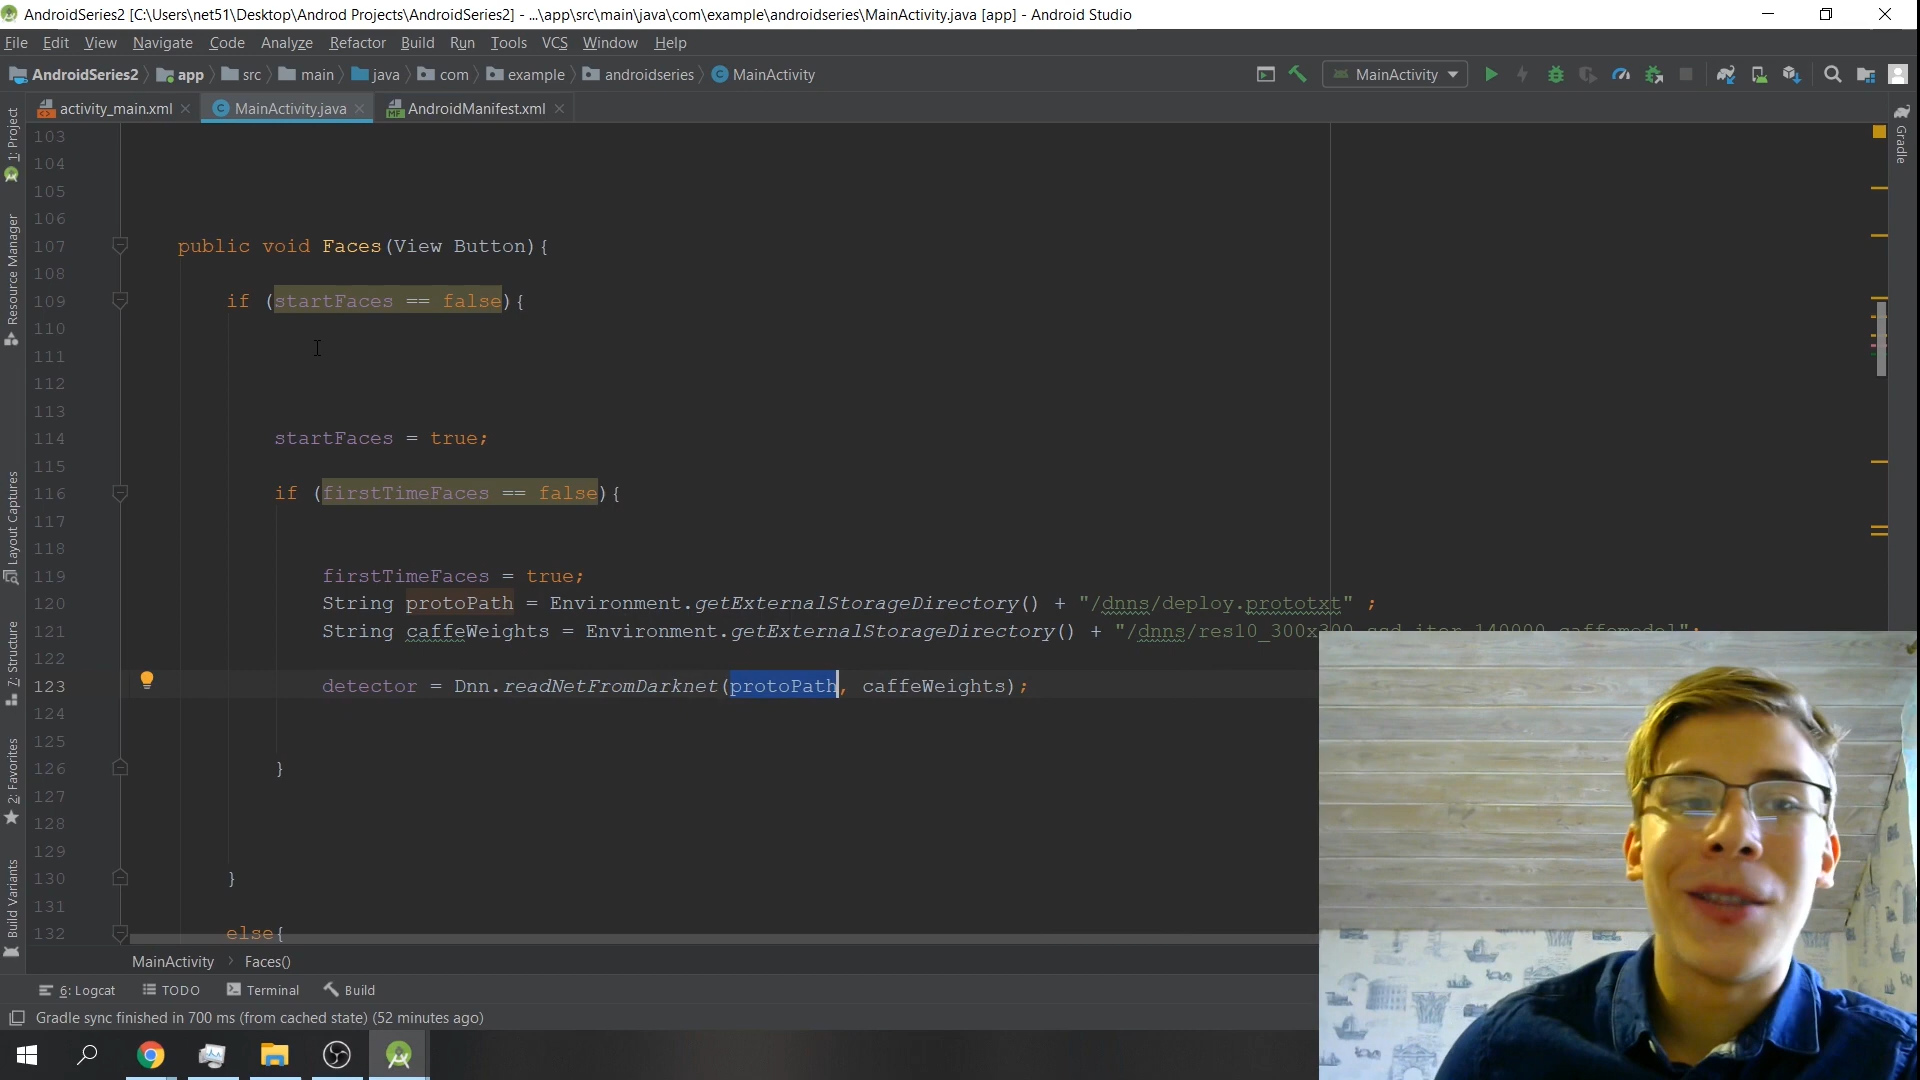 AndroidSeries2 [C:\Users\net51\Desktop\Androd Projects\AndroidSeries2] - ...\app\src\main\java\com\example\androidseries\MainActivity.java [app] - Android Studio
File Edit View Navigate Code Analyze Refactor Build Run Tools VCS Window Help
AndroidSeries2 app src main java com example androidseries MainActivity MainActivity
activity_main.xml MainActivity.java AndroidManifest.xml
1: Project
Resource Manager
Layout Captures
7: Structure
2: Favorites
Build Variants
Gradle
103
104
105
106
107 public void Faces(View Button){
108
109 if (startFaces == false){
110
111
112
113
114 startFaces = true;
115
116 if (firstTimeFaces == false){
117
118
119 firstTimeFaces = true;
120 String protoPath = Environment.getExternalStorageDirectory() + "/dnns/deploy.prototxt" ;
121 String caffeWeights = Environment.getExternalStorageDirectory() + "/dnns/res10_300x300_ssd_iter_140000.caffemodel";
122
123 detector = Dnn.readNetFromDarknet(protoPath, caffeWeights);
124
125
126 }
127
128
129
130 }
131
132 else{
MainActivity Faces()
6: Logcat TODO Terminal Build
Gradle sync finished in 700 ms (from cached state) (52 minutes ago)